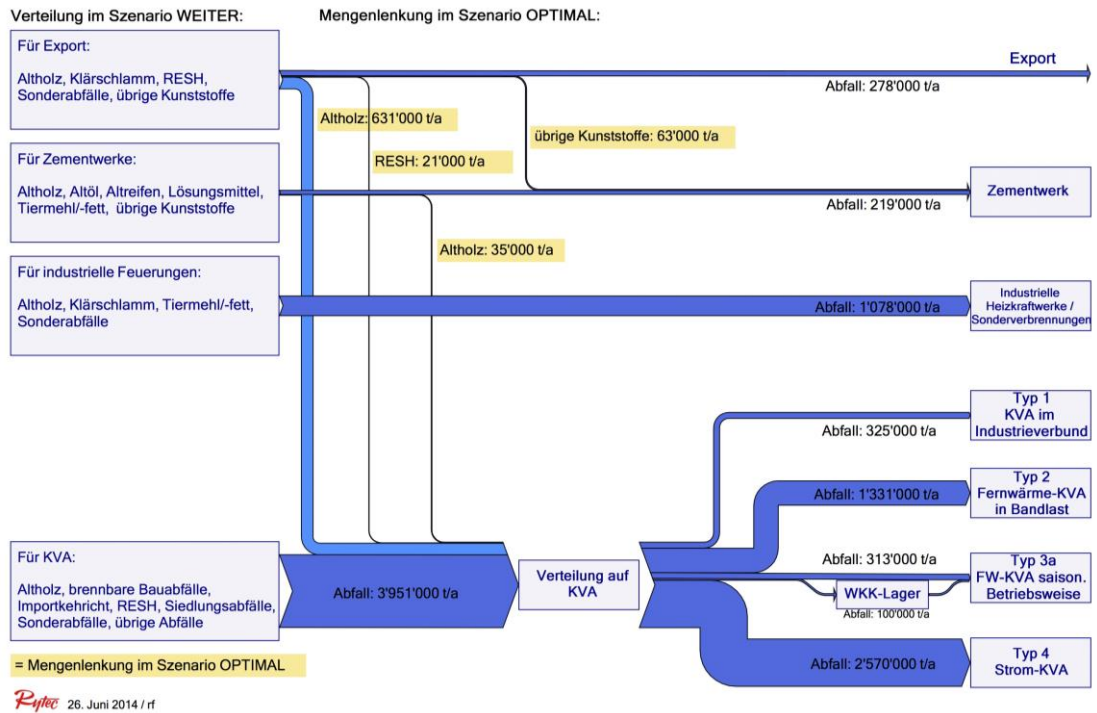 Verteilung im Szenario WEITER:
Mengenlenkung im Szenario OPTIMAL:
Für Export:
Altholz, Klärschlamm, RESH,
Sonderabfälle, übrige Kunststoffe
Export
Abfall: 278'000 t/a
Altholz: 631'000 t/a
übrige Kunststoffe: 63'000 t/a
RESH: 21'000 t/a
Für Zementwerke:
Altholz, Altöl, Altreifen, Lösungsmittel,
Tiermehl/-fett, übrige Kunststoffe
Zementwerk
Abfall: 219'000 t/a
Altholz: 35'000 t/a
Für industrielle Feuerungen:
Altholz, Klärschlamm, Tiermehl/-fett,
Sonderabfälle
Abfall: 1'078'000 t/a
Industrielle
Heizkraftwerke /
Sonderverbrennungen
Typ 1
KVA im
Industrieverbund
Abfall: 325'000 t/a
Typ 2
Fernwärme-KVA
in Bandlast
Abfall: 1'331'000 t/a
Für KVA:
Altholz, brennbare Bauabfälle,
Importkehricht, RESH, Siedlungsabfälle,
Sonderabfälle, übrige Abfälle
Abfall: 3'951'000 t/a
Verteilung auf
KVA
Abfall: 313'000 t/a
Typ 3a
FW-KVA saison.
Betriebsweise
WKK-Lager
Abfall: 100'000 t/a
Abfall: 2'570'000 t/a
Typ 4
Strom-KVA
= Mengenlenkung im Szenario OPTIMAL
Rytec 26. Juni 2014 / rf